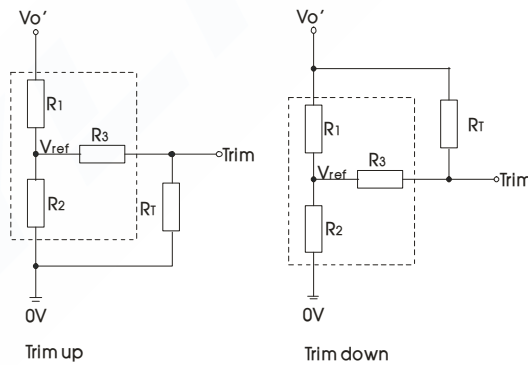 Vo'
R1
Vref
R3
Trim
R2
RT
0V
Trim up
Vo'
R1
RT
Vref
R3
Trim
R2
0V
Trim down